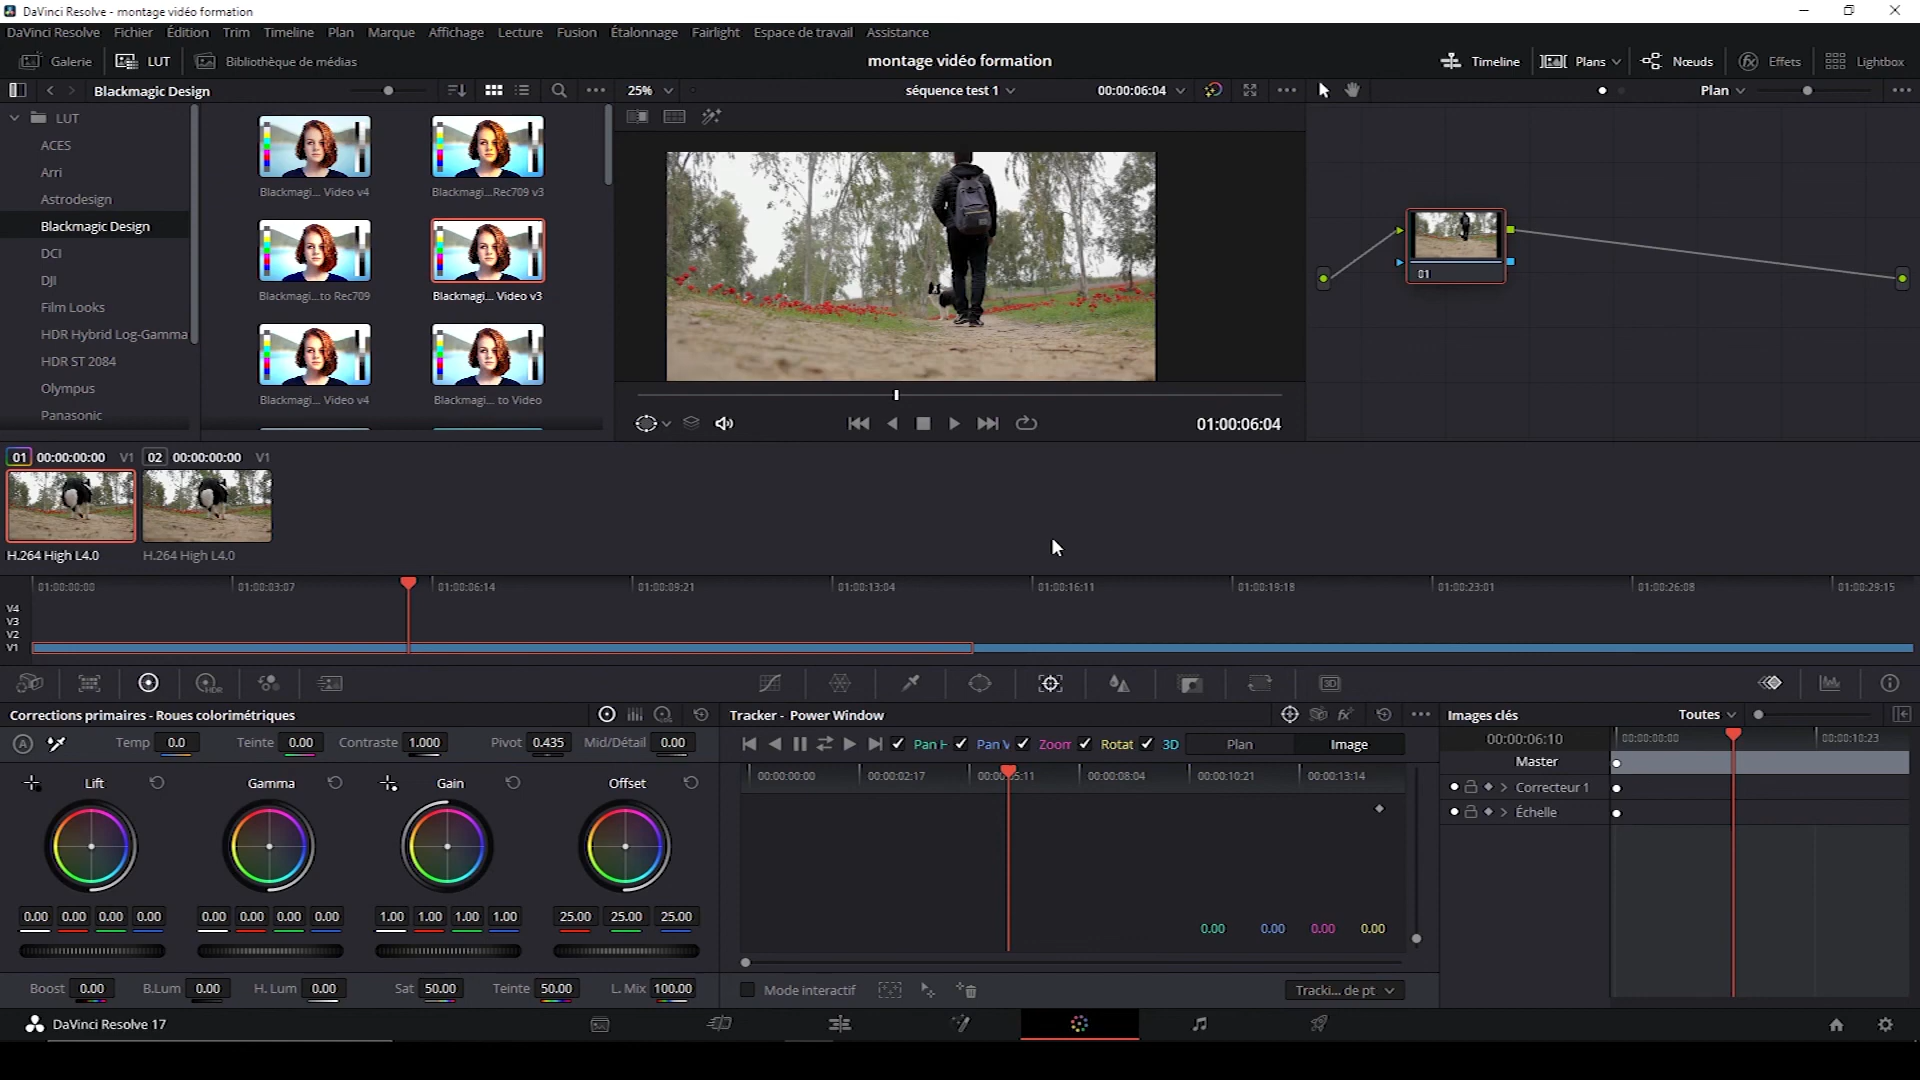 DaVinci Resolve - montage vidéo formation
DaVinci Resolve Fichier Édition Trim Timeline Plan Marque Affichage Lecture Fusion Étalonnage Fairlight Espace de travail Assistance
Galerie LUT Bibliothèque de médias montage vidéo formation Timeline Plans Nœuds Effets Lightbox
Blackmagic Design 25% séquence test 1 00:00:06:04 Plan
LUT
ACES
Arri
Astrodesign
Blackmagic Design
DCI
DJI
Film Looks
HDR Hybrid Log-Gamma
HDR ST 2084
Olympus
Panasonic
Blackmagi... Video v4 Blackmagi...Rec709 v3
Blackmagi...to Rec709 Blackmagi... Video v3
Blackmagi... Video v4 Blackmagi... to Video
01
01:00:06:04
01 00:00:00:00 V1 02 00:00:00:00 V1
H.264 High L4.0 H.264 High L4.0
01:00:00:00 01:00:03:07 01:00:06:14 01:00:09:21 01:00:13:04 01:00:16:11 01:00:19:18 01:00:23:01 01:00:26:08 01:00:29:15
V4
V3
V2
V1
HDR 3D
Corrections primaires - Roues colorimétriques
A Temp 0.0 Teinte 0.00 Contraste 1.000 Pivot 0.435 Mid/Détail 0.00
Lift Gamma Gain Offset
0.00 0.00 0.00 0.00 0.00 0.00 0.00 0.00 1.00 1.00 1.00 1.00 25.00 25.00 25.00
Boost 0.00 B.Lum 0.00 H. Lum 0.00 Sat 50.00 Teinte 50.00 L. Mix 100.00
Tracker - Power Window
Pan H Pan V Zoom Rotat 3D Plan Image
00:00:00:00 00:00:02:17 00:00:08:04 00:00:10:21 00:00:13:14
0.00 0.00 0.00 0.00
Mode interactif Tracki... de pt
Images clés Toutes
00:00:06:10 00:00:00:00 00:00:10:23
Master
Correcteur 1
Échelle
DaVinci Resolve 17